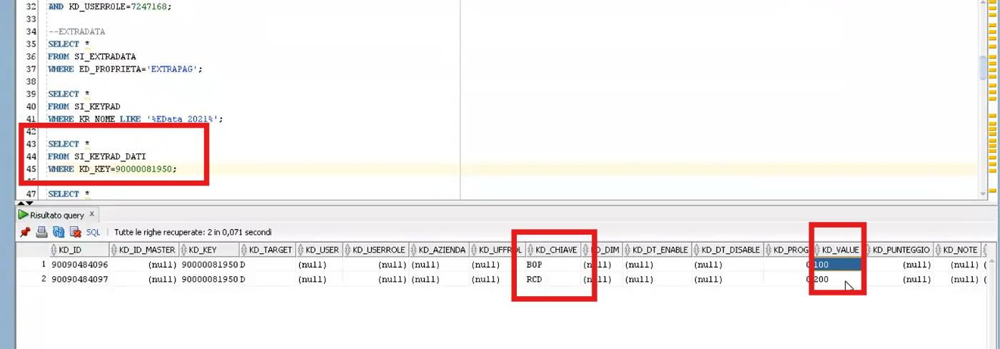 32 AND KD_USERROLE=7247168;
33
34 --EXTRADATA
35 SELECT *
36 FROM SI_EXTRADATA
37 WHERE ED_PROPRIETA='EXTRAPAG';
38
39 SELECT *
40 FROM SI_KEYRAD
41 WHERE KR_NOME LIKE '%EData 2021%';
42
43 SELECT *
44 FROM SI_KEYRAD_DATI
45 WHERE KD_KEY=90000081950;
47 SELECT *
Risultato query x
SQL | Tutte le righe recuperate: 2 in 0,071 secondi
KD_ID KD_ID_MASTER KD_KEY KD_TARGET KD_USER KD_USERROLE KD_AZIENDA KD_UFFROL KD_CHIAVE KD_DIM KD_DT_ENABLE KD_DT_DISABLE KD_PROG KD_VALUE KD_PUNTEGGIO KD_NOTE
1 90090484096 (null) 90000081950 D (null) (null) (null) (null) BOP (null) (null) (null) 0 100 (null) (null) (
2 90090484097 (null) 90000081950 D (null) (null) (null) (null) RCD (null) (null) (null) 0 200 (null) (null) (